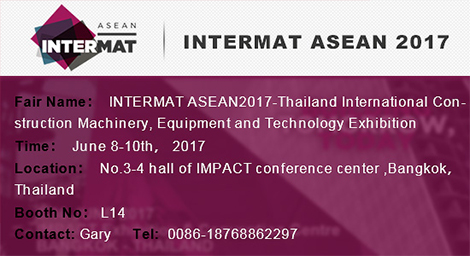 ASEAN
INTERMAT
INTERMAT ASEAN 2017
Fair Name： INTERMAT ASEAN2017-Thailand International Con-
struction Machinery, Equipment and Technology Exhibition
Time： June 8-10th， 2017
Location： No.3-4 hall of IMPACT conference center ,Bangkok，
Thailand
Booth No： L14
Contact: Gary Tel: 0086-18768862297